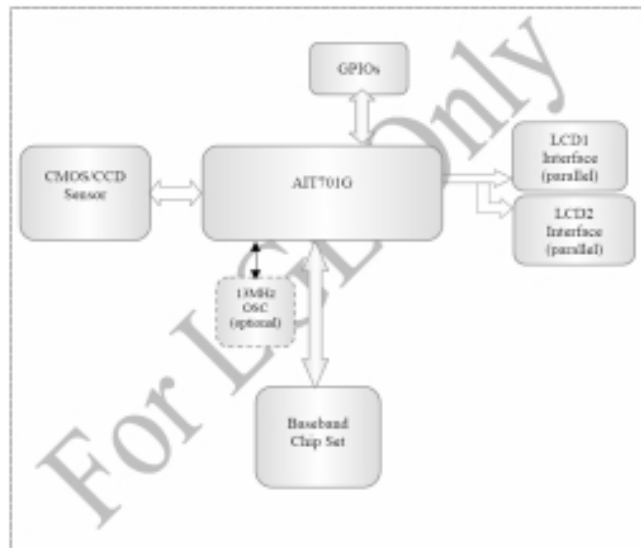 GPIOs
CMOS/CCD
Sensor
AIT701G
LCD1
Interface
(parallel)
LCD2
Interface
(parallel)
13MHz
OSC
(optional)
Baseband
Chip Set
For Only